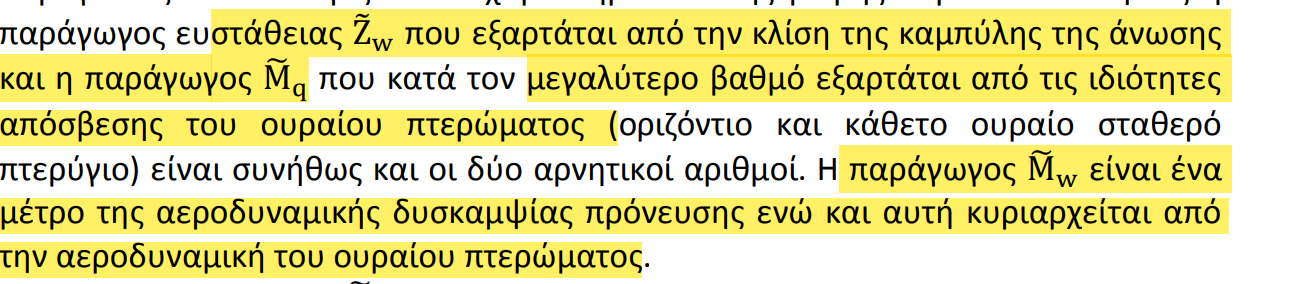 παράγωγος ευστάθειας Z̃w που εξαρτάται από την κλίση της καμπύλης της άνωσης
και η παράγωγος M̃q που κατά τον μεγαλύτερο βαθμό εξαρτάται από τις ιδιότητες
απόσβεσης του ουραίου πτερώματος (οριζόντιο και κάθετο ουραίο σταθερό
πτερύγιο) είναι συνήθως και οι δύο αρνητικοί αριθμοί. Η παράγωγος M̃w είναι ένα
μέτρο της αεροδυναμικής δυσκαμψίας πρόνευσης ενώ και αυτή κυριαρχείται από
την αεροδυναμική του ουραίου πτερώματος.